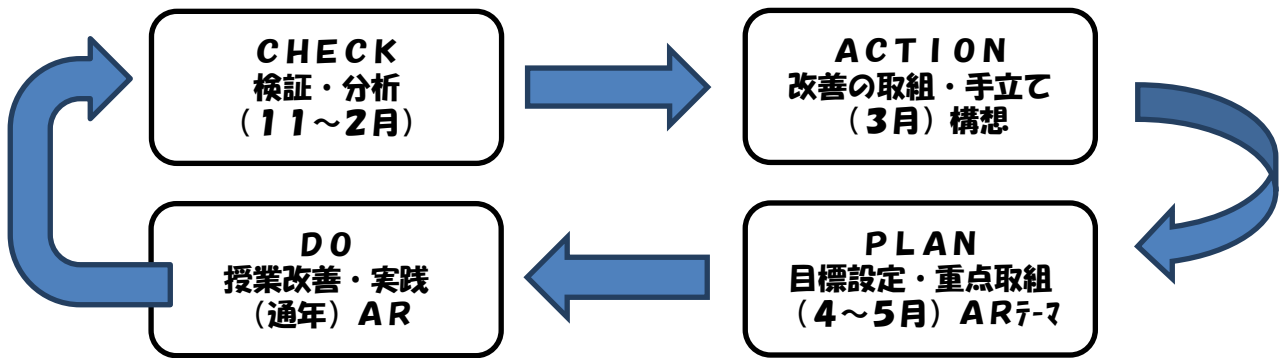 ＣＨＥＣＫ
検証・分析
（１１～２月）
ＡＣＴＩＯＮ
改善の取組・手立て
（３月）構想
ＤＯ
授業改善・実践
（通年）ＡＲ
ＰＬＡＮ
目標設定・重点取組
（４～５月）ＡＲﾃｰﾏ